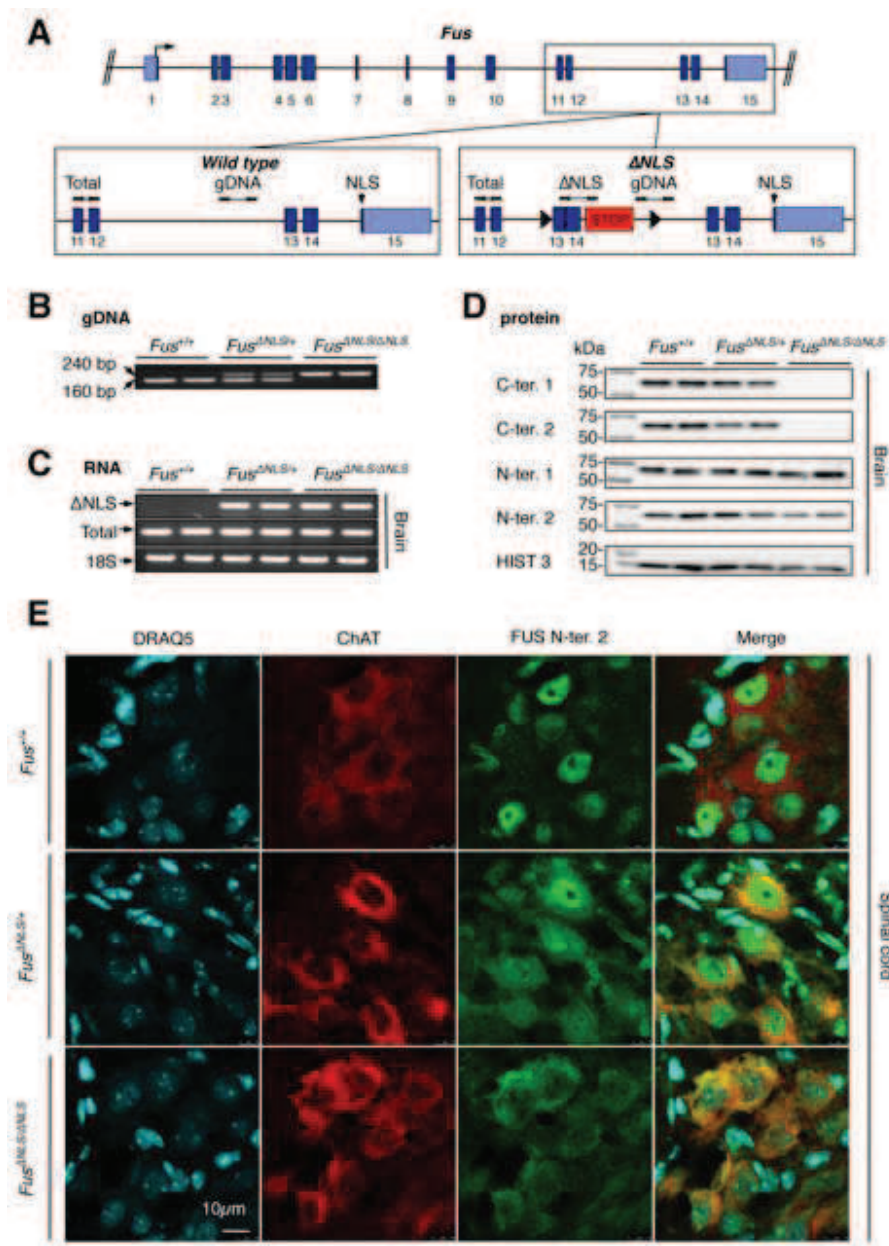 A
Fus
1 2 3 4 5 6 7 8 9 10 11 12 13 14 15
Wild type
Total gDNA NLS
11 12 13 14 15
ΔNLS
Total ΔNLS gDNA NLS
STOP
11 12 13 14 13 14 15
B gDNA
Fus+/+ FusΔNLS/+ FusΔNLS/ΔNLS
240 bp
160 bp
C RNA
Fus+/+ FusΔNLS/+ FusΔNLS/ΔNLS
ΔNLS
Total
18S
Brain
D protein
kDa Fus+/+ FusΔNLS/+ FusΔNLS/ΔNLS
C-ter. 1 75- 50-
C-ter. 2 75- 50-
N-ter. 1 75- 50-
N-ter. 2 75- 50-
HIST 3 20- 15-
Brain
E
DRAQ5 ChAT FUS N-ter. 2 Merge
Fus+/+
FusΔNLS/+
FusΔNLS/ΔNLS
10µm
Spinal cord